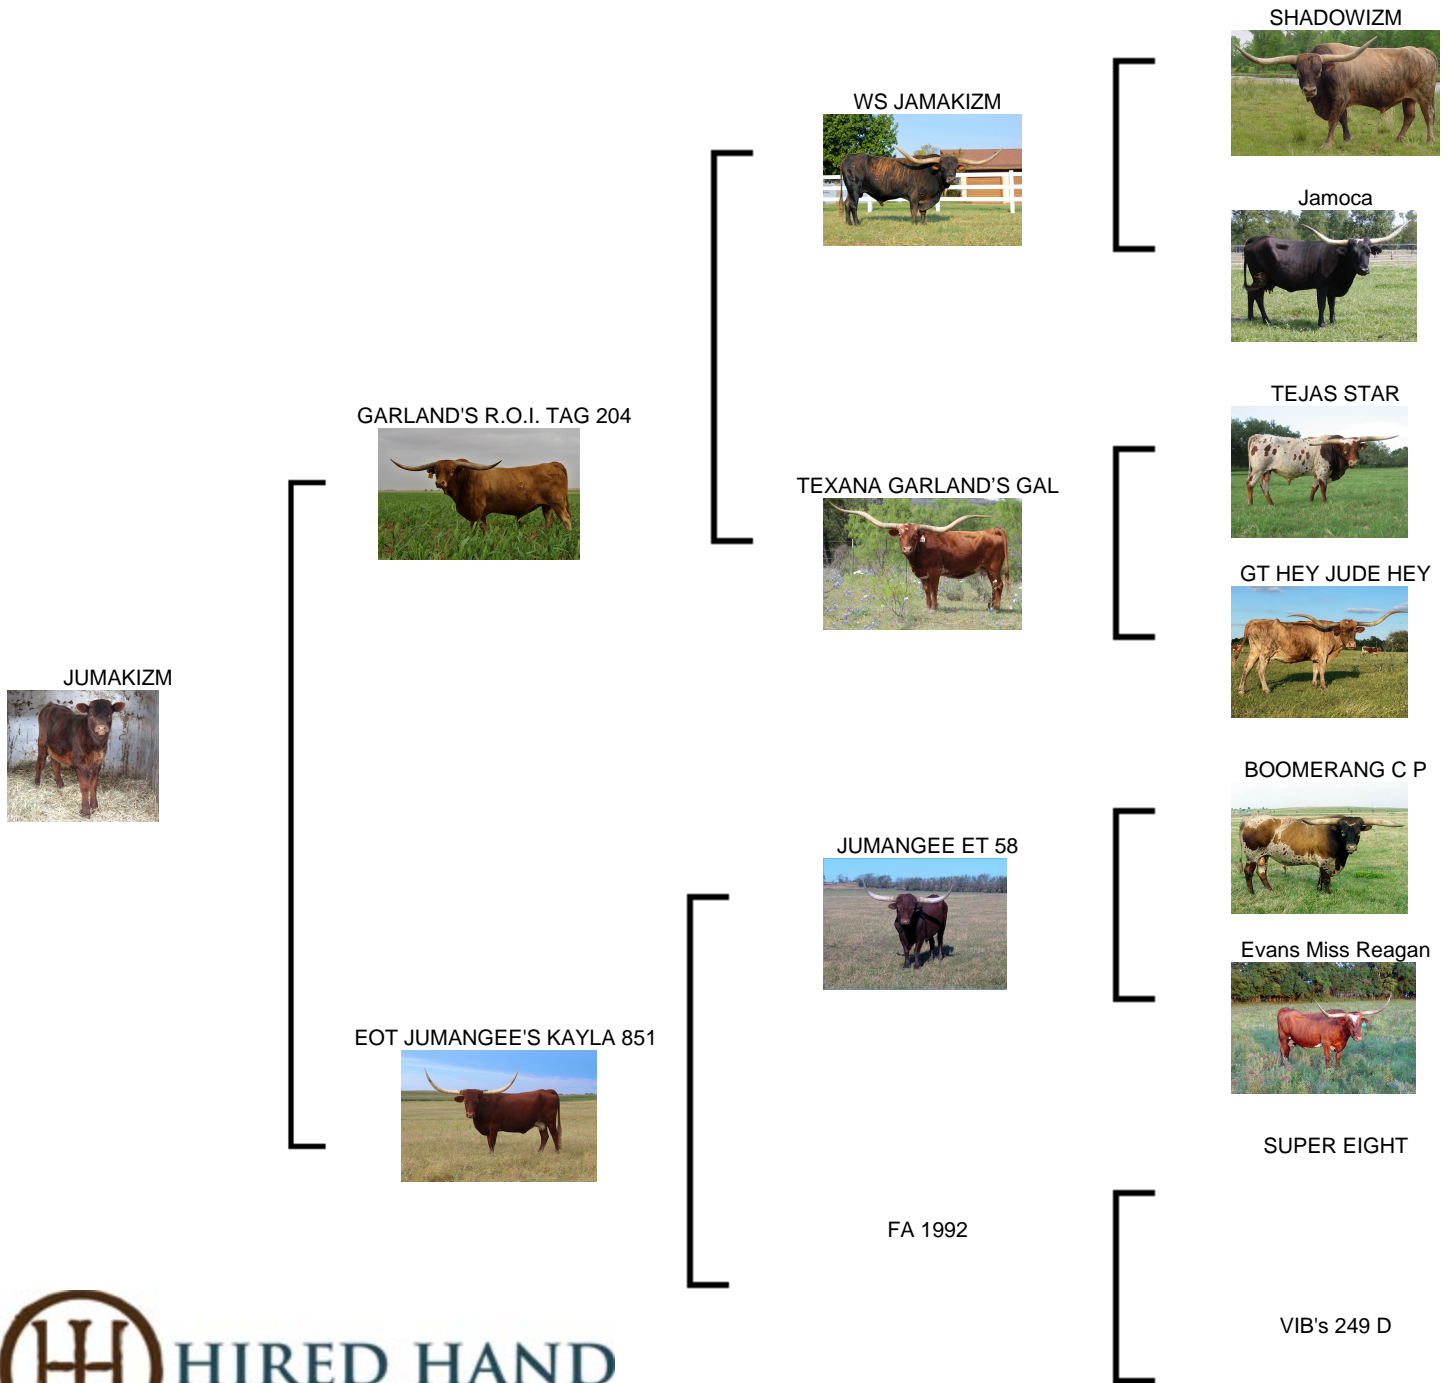 SHADOWIZM
WS JAMAKIZM
Jamoca
TEJAS STAR
GARLAND'S R.O.I. TAG 204
TEXANA GARLAND’S GAL
GT HEY JUDE HEY
JUMAKIZM
BOOMERANG C P
JUMANGEE ET 58
Evans Miss Reagan
EOT JUMANGEE'S KAYLA 851
SUPER EIGHT
FA 1992
VIB's 249 D
HIRED HAND